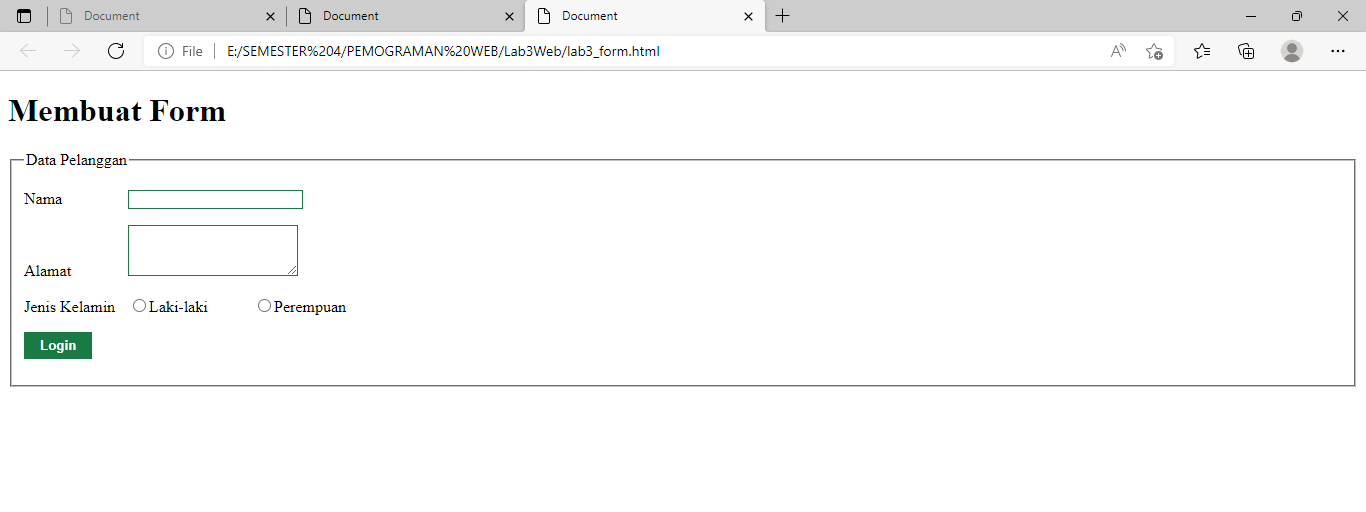 Document Document Document
File E:/SEMESTER%204/PEMOGRAMAN%20WEB/Lab3Web/lab3_form.html
Membuat Form
Data Pelanggan
Nama
Alamat
Jenis Kelamin Laki-laki Perempuan
Login